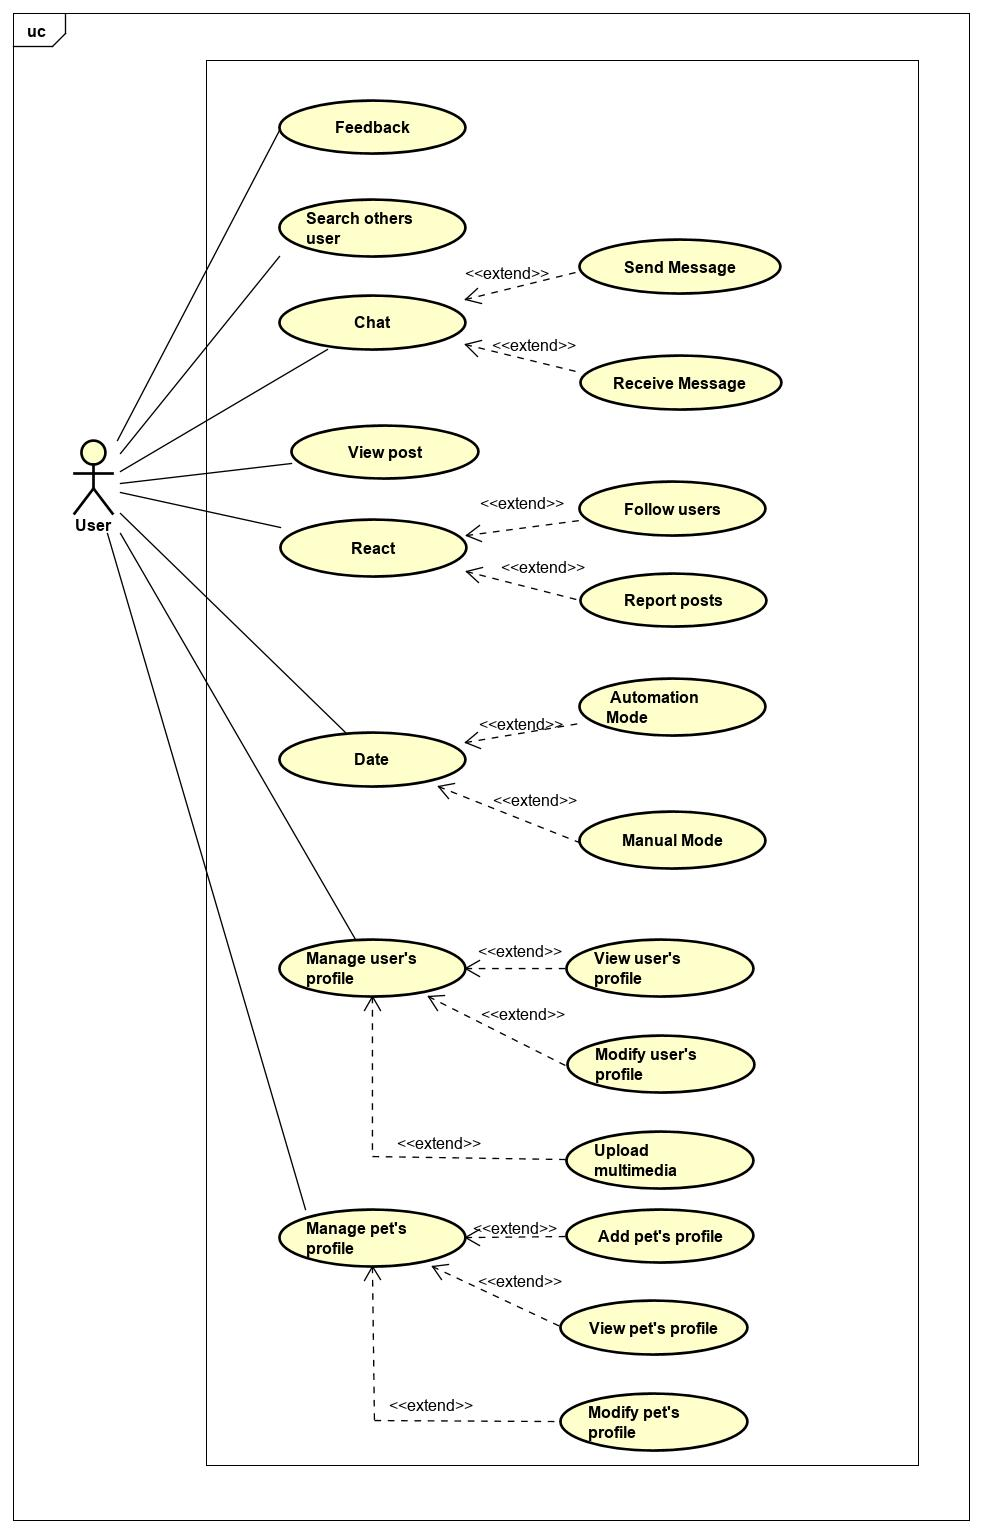 uc
Feedback
Search others
user
<<extend>>
Send Message
Chat
<<extend>>
Receive Message
View post
User
<<extend>>
Follow users
React
<<extend>>
Report posts
<<extend>>
Automation
Mode
Date
<<extend>>
Manual Mode
Manage user's
profile
<<extend>>
View user's
profile
<<extend>>
Modify user's
profile
<<extend>>
Upload
multimedia
Manage pet's
profile
<<extend>>
Add pet's profile
<<extend>>
View pet's profile
<<extend>>
Modify pet's
profile